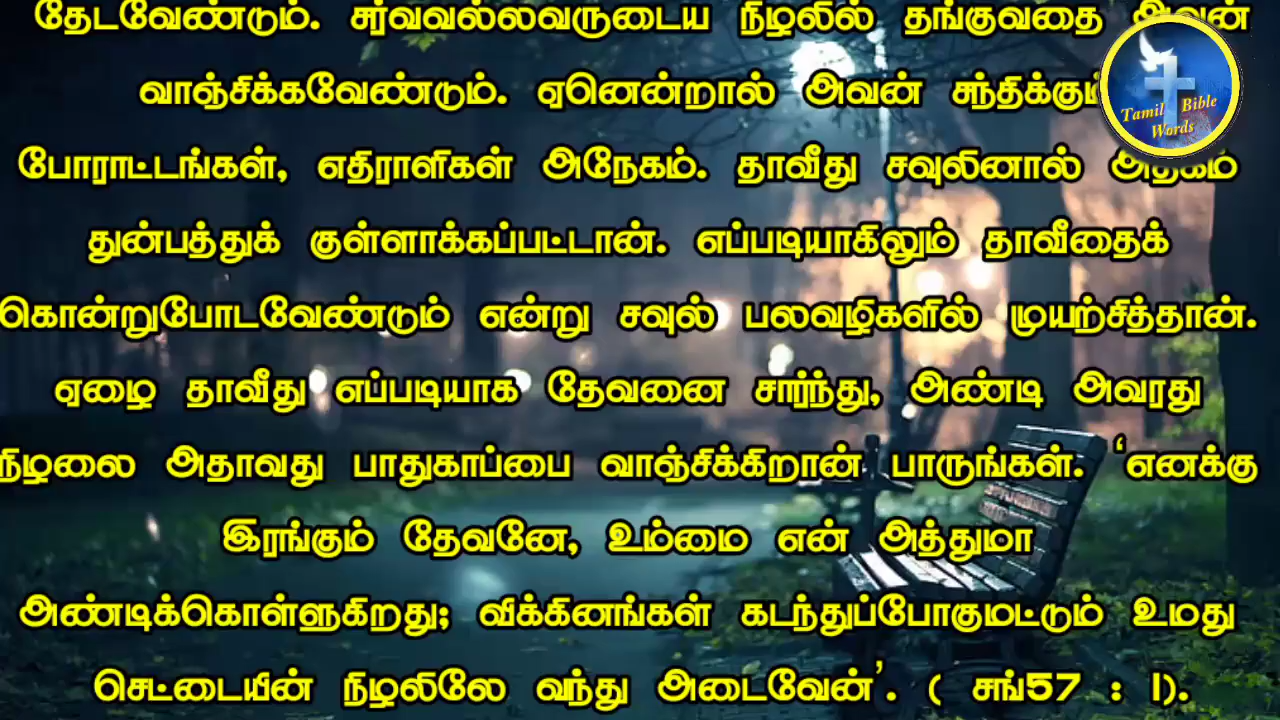 தேடவேண்டும். சர்வவல்லவருடைய நிழலில் தங்குவதை அவன்
வாஞ்சிக்கவேண்டும். ஏனென்றால் அவன் சந்திக்கும்
போராட்டங்கள், எதிராளிகள் அநேகம். தாவீது சவுலினால் அதிகம்
துன்பத்துக் குள்ளாக்கப்பட்டான். எப்படியாகிலும் தாவீதைக்
கொன்றுபோடவேண்டும் என்று சவுல் பலவழிகளில் முயற்சித்தான்.
ஏழை தாவீது எப்படியாக தேவனை சார்ந்து, அண்டி அவரது
நிழலை அதாவது பாதுகாப்பை வாஞ்சிக்கிறான் பாருங்கள். ‘எனக்கு
இரங்கும் தேவனே, உம்மை என் அத்துமா
அண்டிக்கொள்ளுகிறது; விக்கினங்கள் கடந்துப்போகுமட்டும் உமது
செட்டையின் நிழலிலே வந்து அடைவேன்’. ( சங்57 : 1).
Tamil Bible
Words